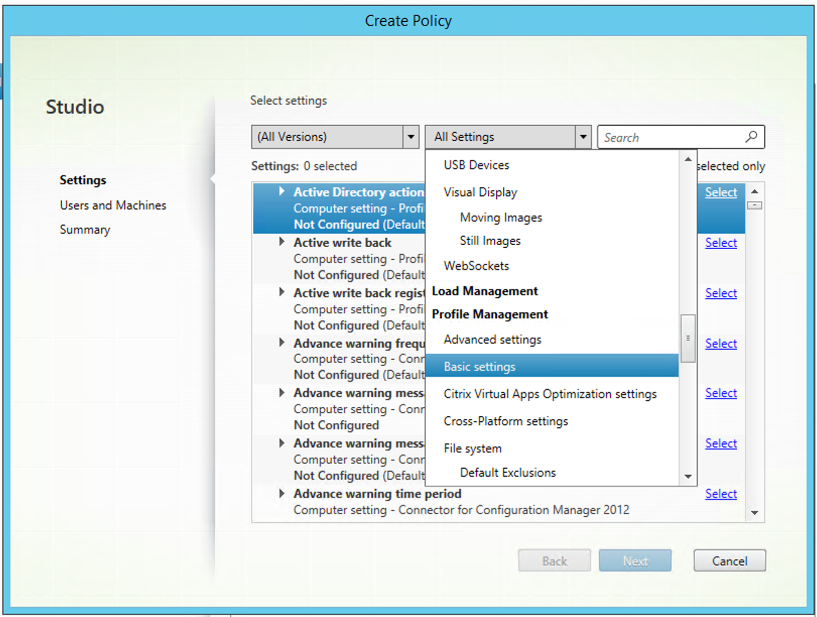 Create Policy
Studio
Settings
Users and Machines
Summary
Select settings
(All Versions)
All Settings
Search
Settings: 0 selected
selected only
Active Directory action
Computer setting - Profi
Not Configured (Default
Select
Active write back
Computer setting - Profi
Not Configured (Default
Select
Active write back regist
Computer setting - Profi
Not Configured (Default
Select
Advance warning frequ
Computer setting - Conn
Not Configured (Default
Select
Advance warning mess
Computer setting - Conn
Not Configured
Select
Advance warning mess
Computer setting - Conn
Not Configured (Default
Select
Advance warning time period
Computer setting - Connector for Configuration Manager 2012
Select
USB Devices
Visual Display
Moving Images
Still Images
WebSockets
Load Management
Profile Management
Advanced settings
Basic settings
Citrix Virtual Apps Optimization settings
Cross-Platform settings
File system
Default Exclusions
Back
Next
Cancel